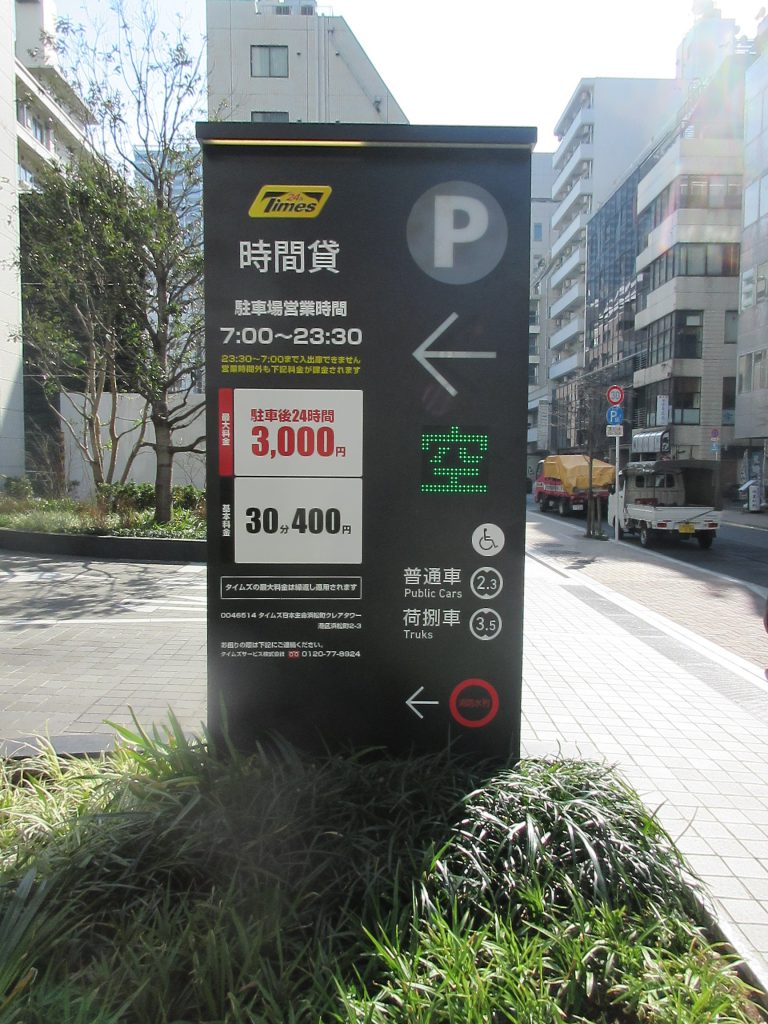 24h
Times
P
時間貸
駐車場営業時間
7:00～23:30
23:30～7:00まで入出庫できません
営業時間外も下記料金が課金されます
最大料金
駐車後24時間
3,000円
基本料金
30分400円
空
タイムズの最大料金は繰返し適用されます
0046514 タイムズ日本生命浜松町クレアタワー
港区浜松町2-3
お困りの際は下記にご連絡ください。
タイムズサービス株式会社 0120-77-8924
普通車 2.3
Public Cars
荷捌車 3.5
Truks
消防水利
P